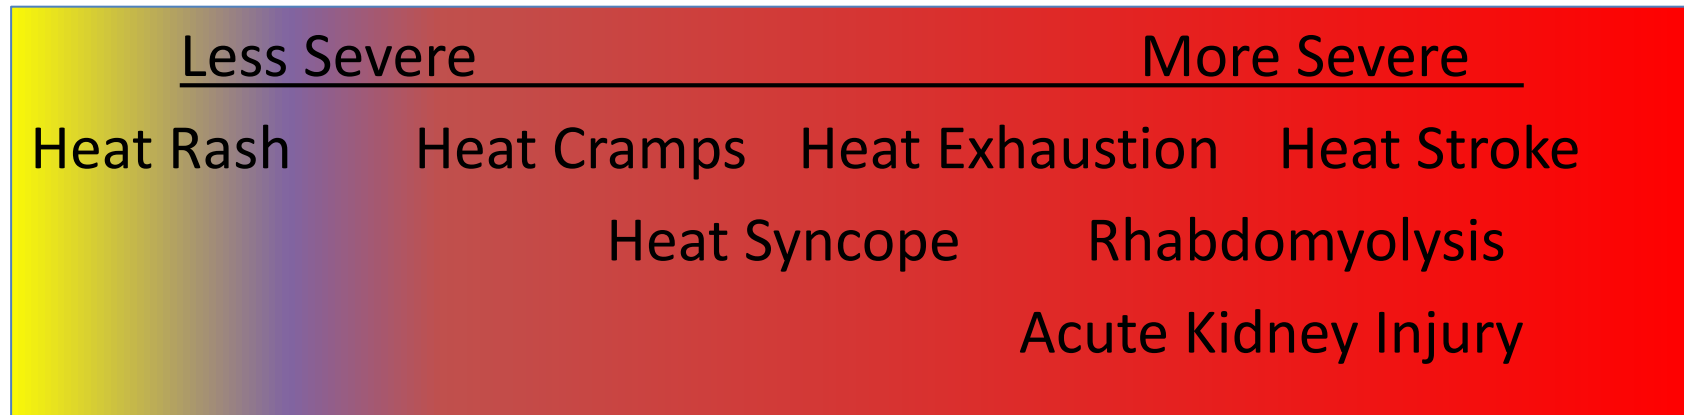 Less Severe More Severe
Heat Rash Heat Cramps Heat Exhaustion Heat Stroke
Heat Syncope Rhabdomyolysis
Acute Kidney Injury